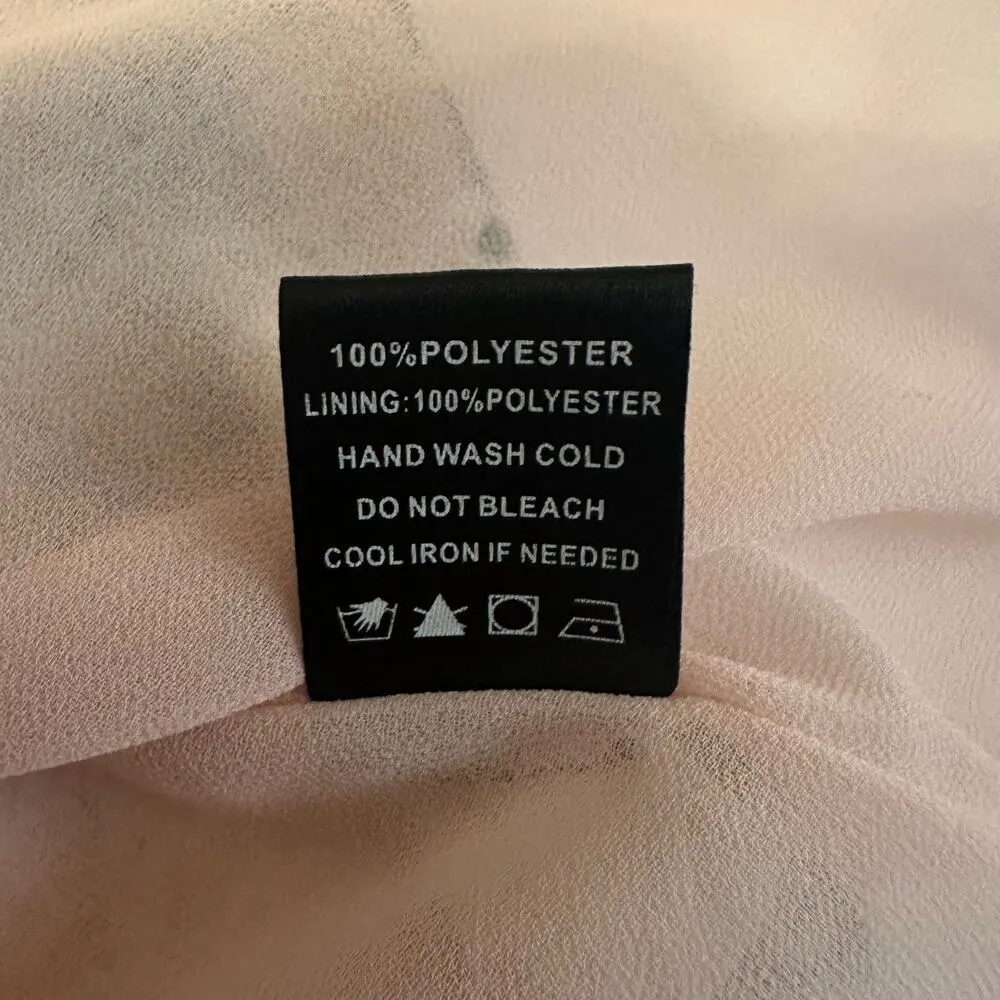 100%POLYESTER
LINING:100%POLYESTER
HAND WASH COLD
DO NOT BLEACH
COOL IRON IF NEEDED